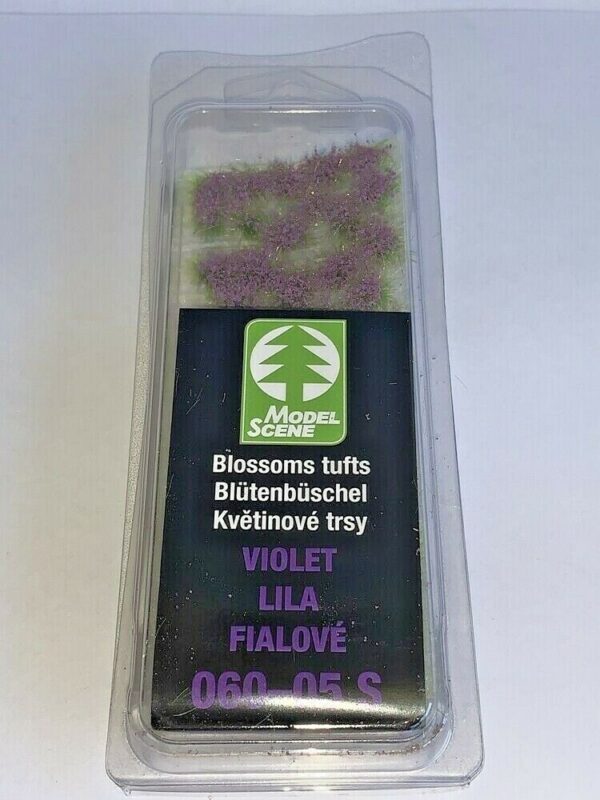 MODEL
SCENE
Blossoms tufts
Blütenbüschel
Květinové trsy
VIOLET
LILA
FIALOVÉ
060-05 S